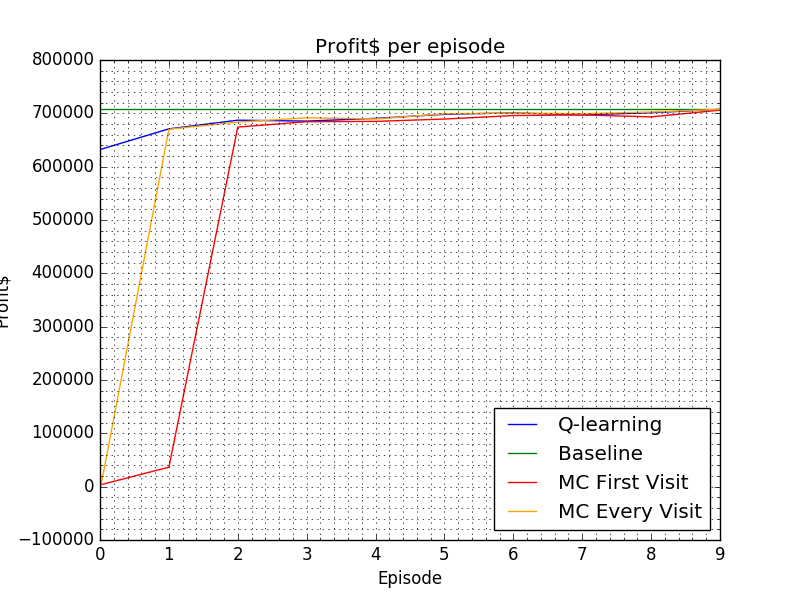 Profit$ per episode
800000
700000
600000
500000
400000
300000
200000
100000
0
−100000
Profit$
0 1 2 3 4 5 6 7 8 9
Episode
Q-learning
Baseline
MC First Visit
MC Every Visit